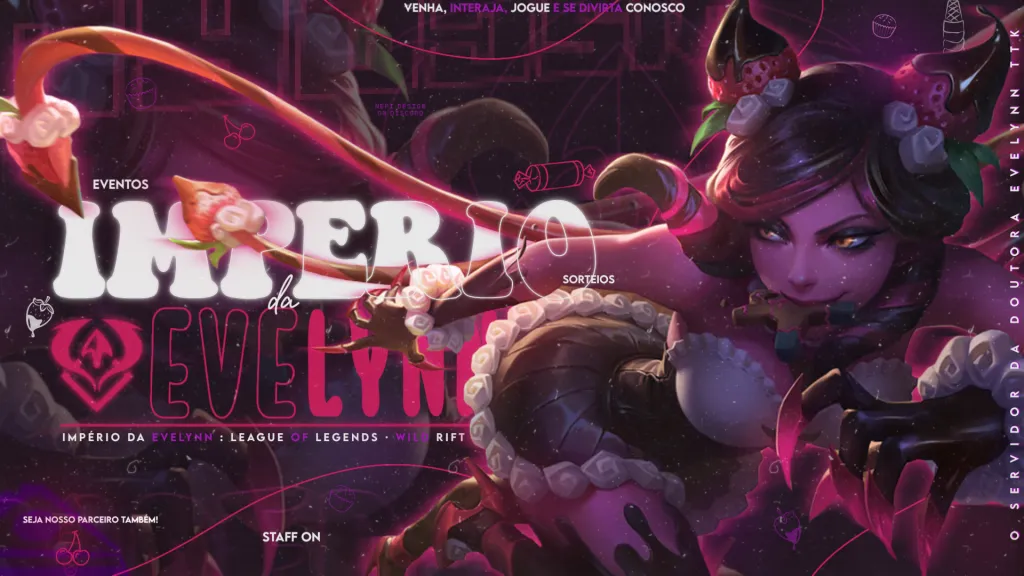 VENHA, INTERAJA, JOGUE E SE DIVIRTA CONOSCO
EVENTOS
IMPERIO
SORTEIOS
da
EVELYNN
IMPÉRIO DA EVELYNN : LEAGUE OF LEGENDS · WILD RIFT
SEJA NOSSO PARCEIRO TAMBÉM!
STAFF ON
O SERVIDOR DA DOUTORA EVELYNN TTK